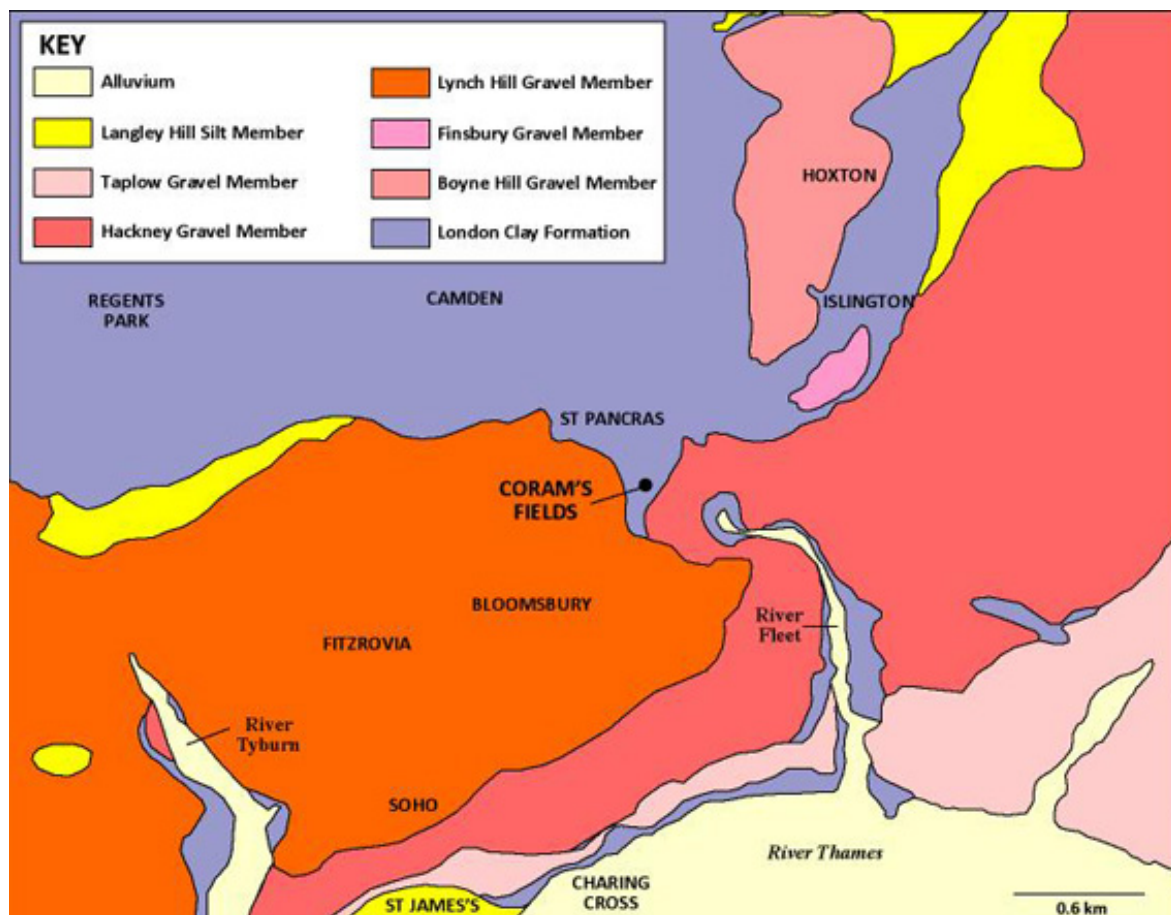 KEY
Alluvium
Langley Hill Silt Member
Taplow Gravel Member
Hackney Gravel Member
Lynch Hill Gravel Member
Finsbury Gravel Member
Boyne Hill Gravel Member
London Clay Formation
HOXTON
REGENTS
PARK
CAMDEN
ISLINGTON
ST PANCRAS
CORAM'S
FIELDS
BLOOMSBURY
River
Fleet
FITZROVIA
River
Tyburn
SOHO
River Thames
CHARING
CROSS
ST JAMES'S
0.6 km